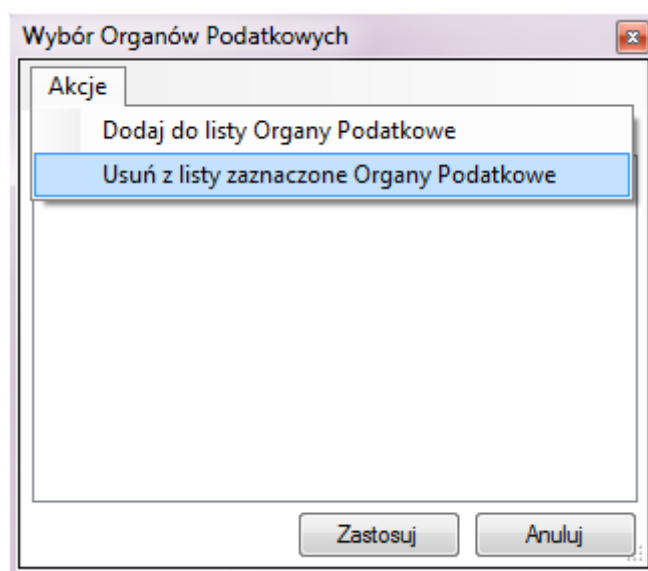 Wybór Organów Podatkowych
Akcje
Dodaj do listy Organy Podatkowe
Usuń z listy zaznaczone Organy Podatkowe
Zastosuj Anuluj